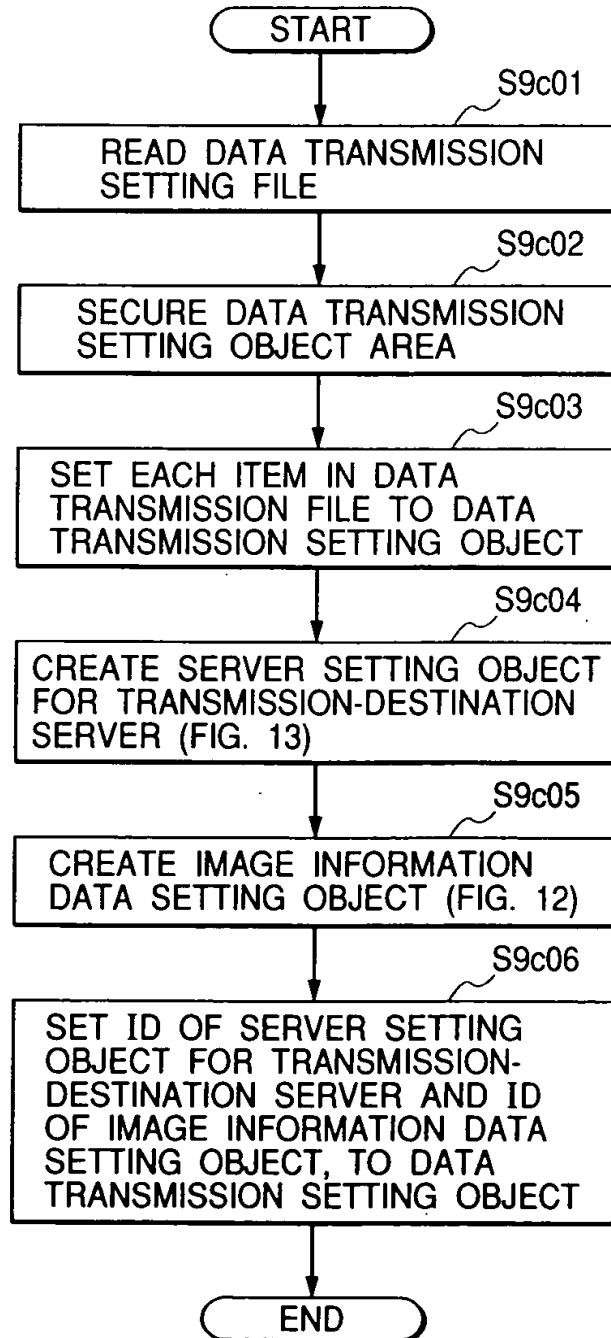 START
S9c01
READ DATA TRANSMISSION
SETTING FILE
S9c02
SECURE DATA TRANSMISSION
SETTING OBJECT AREA
S9c03
SET EACH ITEM IN DATA
TRANSMISSION FILE TO DATA
TRANSMISSION SETTING OBJECT
S9c04
CREATE SERVER SETTING OBJECT
FOR TRANSMISSION-DESTINATION
SERVER (FIG. 13)
S9c05
CREATE IMAGE INFORMATION
DATA SETTING OBJECT (FIG. 12)
S9c06
SET ID OF SERVER SETTING
OBJECT FOR TRANSMISSION-
DESTINATION SERVER AND ID
OF IMAGE INFORMATION DATA
SETTING OBJECT, TO DATA
TRANSMISSION SETTING OBJECT
END